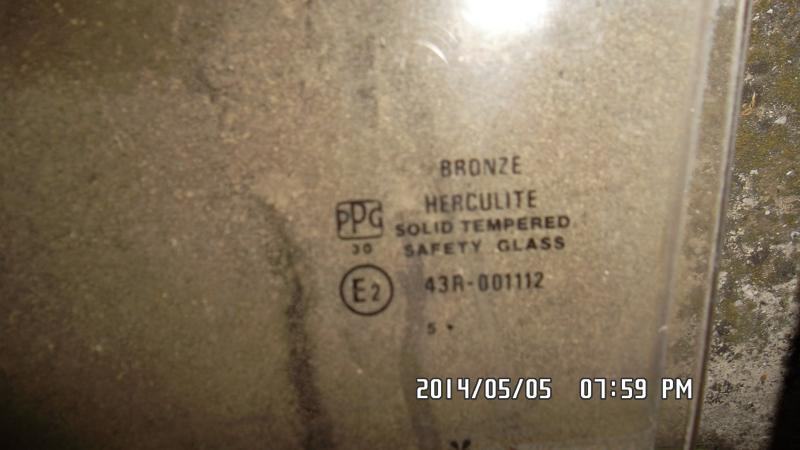 BRONZE
HERCULITE
PPG
SOLID TEMPERED
30
SAFETY GLASS
E2
43R-001112
5 •
2014/05/05 07:59 PM